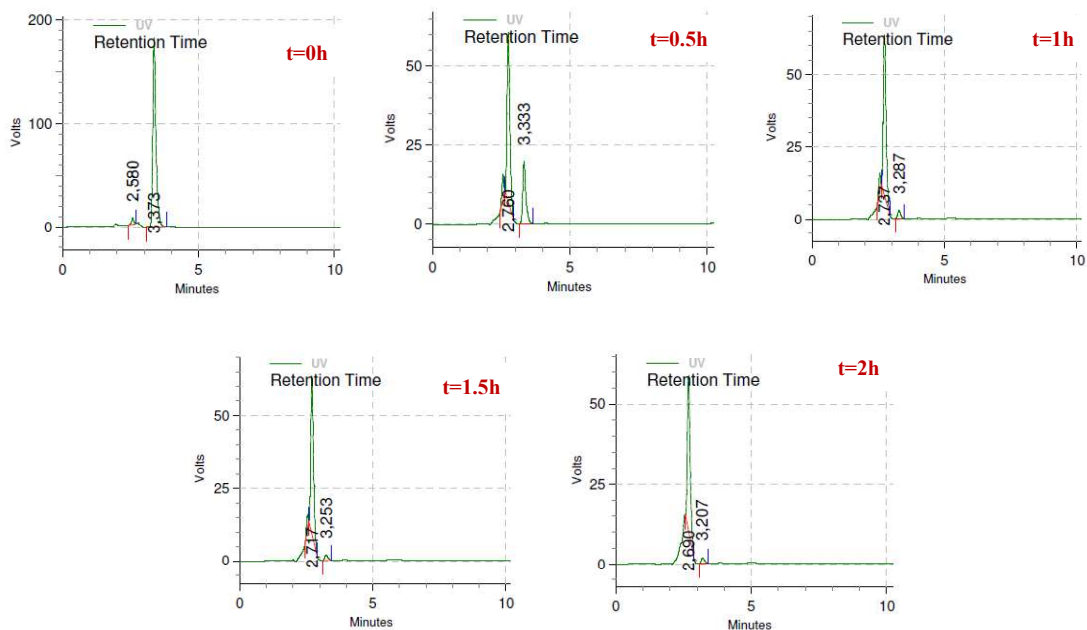 UV
Retention Time
t=0h
200
100
0
Volts
2,580
3,373
0
5
10
Minutes
UV
Retention Time
t=0.5h
50
25
0
Volts
2,760
3,333
0
5
10
Minutes
UV
Retention Time
t=1h
50
25
0
Volts
2,737
3,287
0
5
10
Minutes
UV
Retention Time
t=1.5h
50
25
0
Volts
2,717
3,253
0
5
10
Minutes
UV
Retention Time
t=2h
50
25
0
Volts
2,690
3,207
0
5
10
Minutes